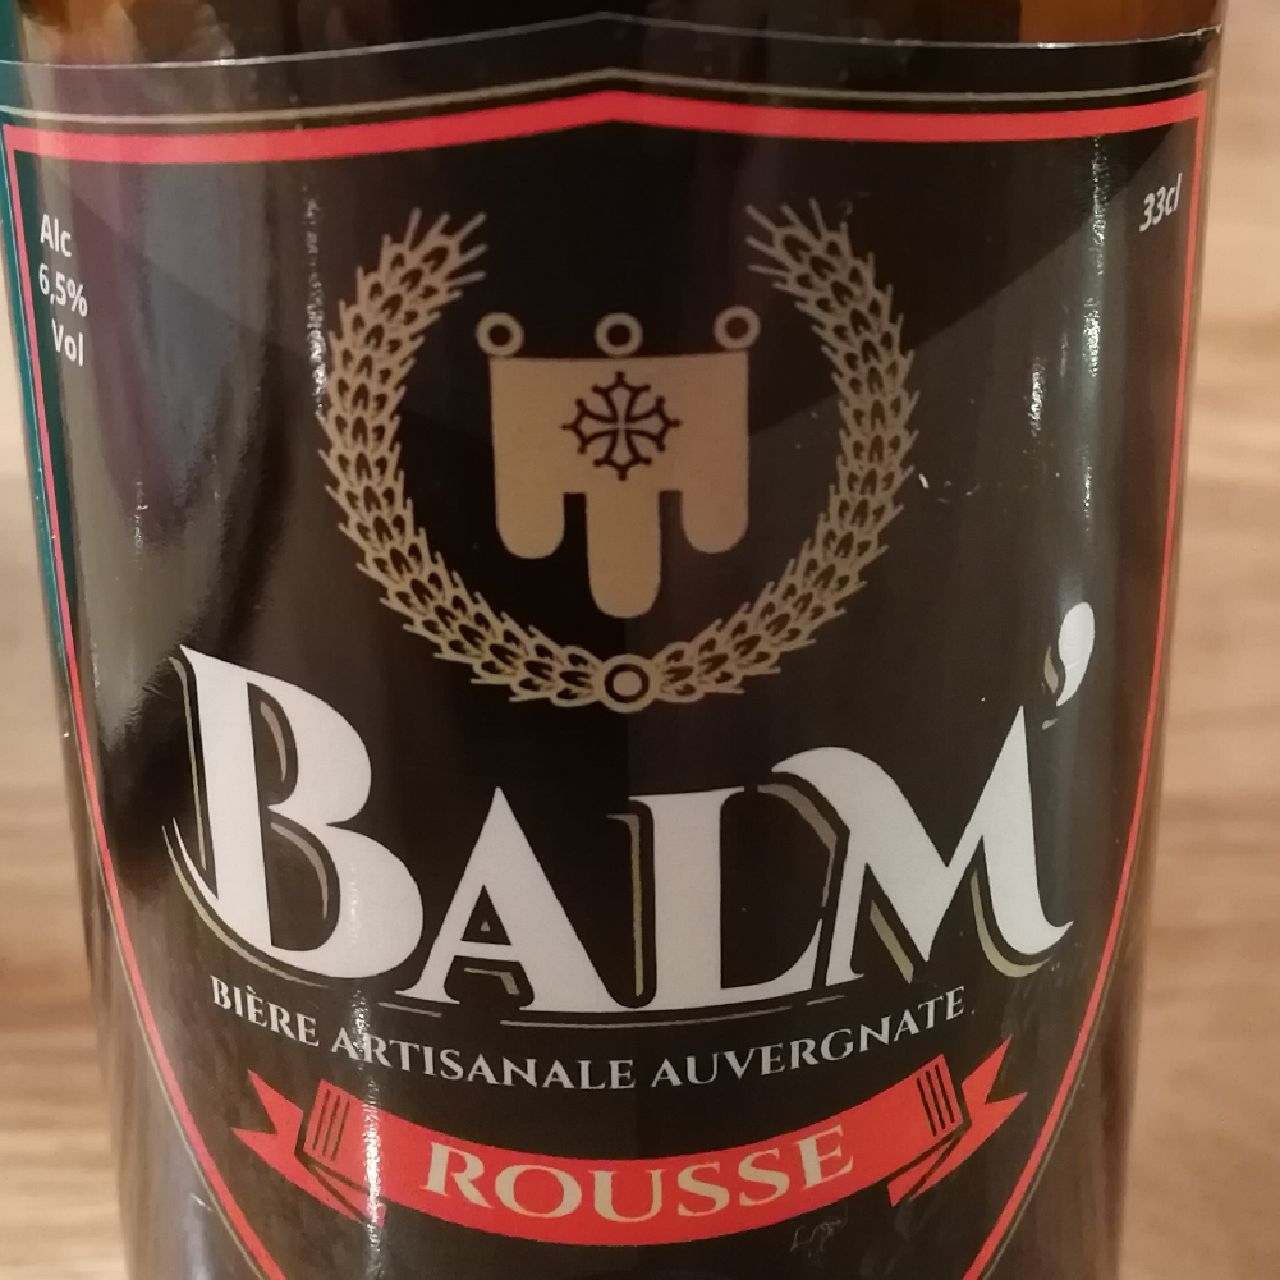 Alc
6,5%
Vol
33cl
BALM'
BIÈRE ARTISANALE AUVERGNATE
ROUSSE